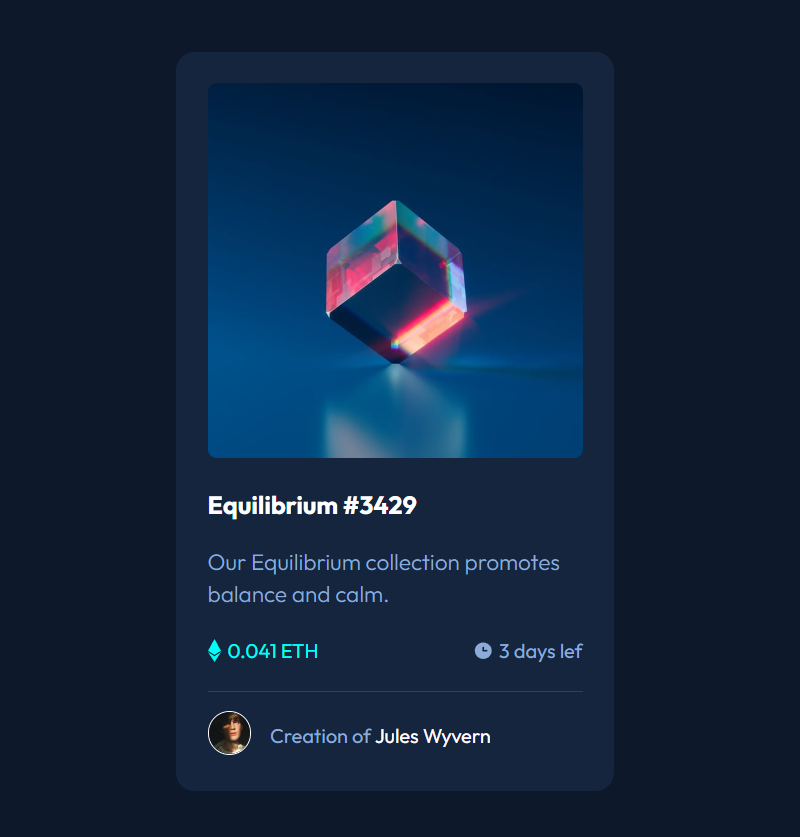 Equilibrium #3429
Our Equilibrium collection promotes
balance and calm.
0.041 ETH
3 days lef
Creation of Jules Wyvern